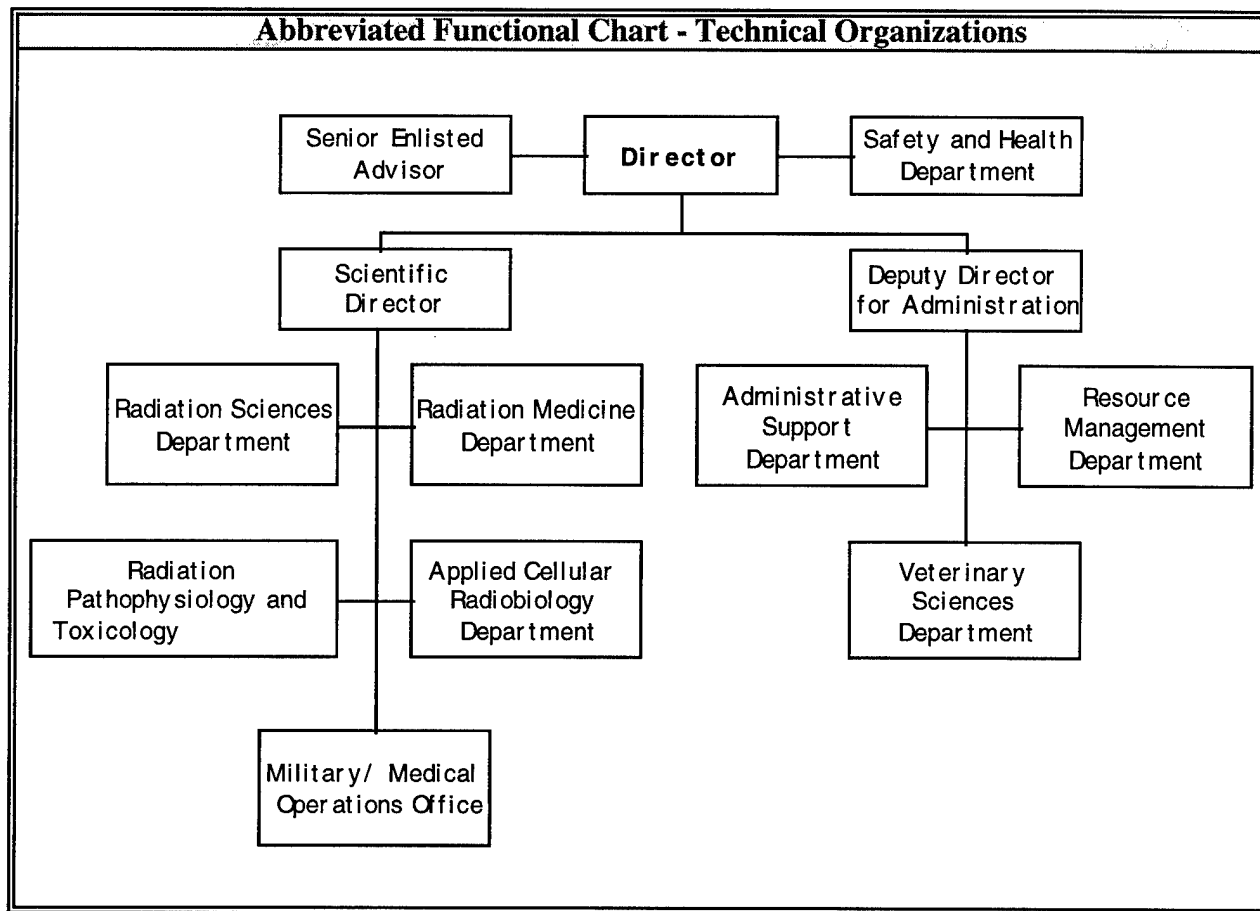 Abbreviated Functional Chart - Technical Organizations
Senior Enlisted
Advisor
Director
Safety and Health
Department
Scientific
Director
Deputy Director
for Administration
Radiation Sciences
Department
Radiation Medicine
Department
Administrative
Support
Department
Resource
Management
Department
Radiation
Pathophysiology and
Toxicology
Applied Cellular
Radiobiology
Department
Veterinary
Sciences
Department
Military/ Medical
Operations Office